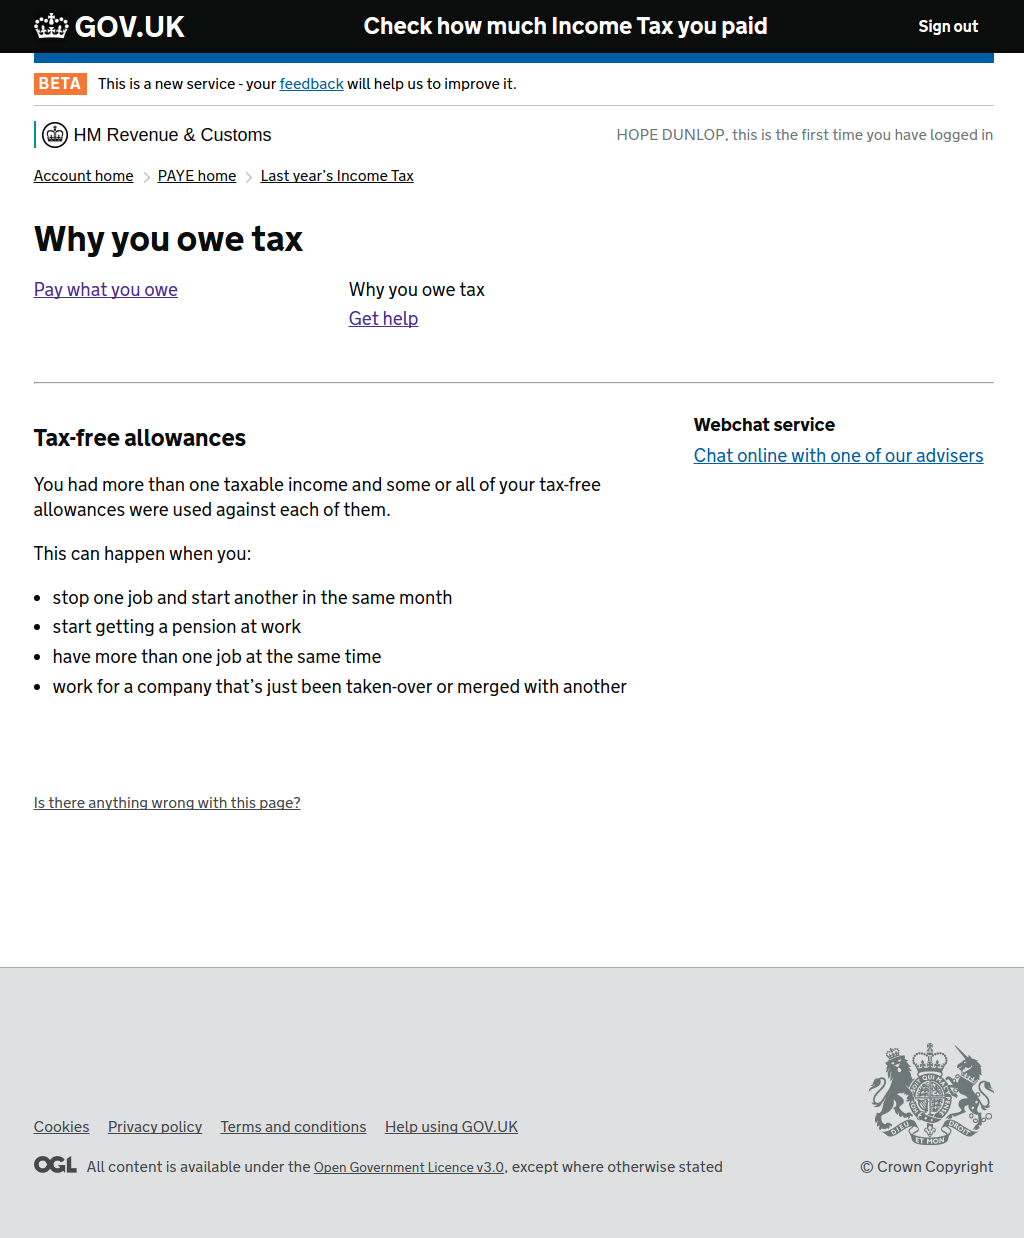 GOV.UK Check how much Income Tax you paid Sign out
BETA This is a new service - your feedback will help us to improve it.
HM Revenue & Customs HOPE DUNLOP, this is the first time you have logged in
Account home PAYE home Last year’s Income Tax
Why you owe tax
Pay what you owe Why you owe tax
Get help
Tax-free allowances
Webchat service
Chat online with one of our advisers
You had more than one taxable income and some or all of your tax-free
allowances were used against each of them.
This can happen when you:
• stop one job and start another in the same month
• start getting a pension at work
• have more than one job at the same time
• work for a company that’s just been taken-over or merged with another
Is there anything wrong with this page?
Cookies Privacy policy Terms and conditions Help using GOV.UK
DIEU ET MON DROIT
OGL All content is available under the Open Government Licence v3.0, except where otherwise stated
© Crown Copyright